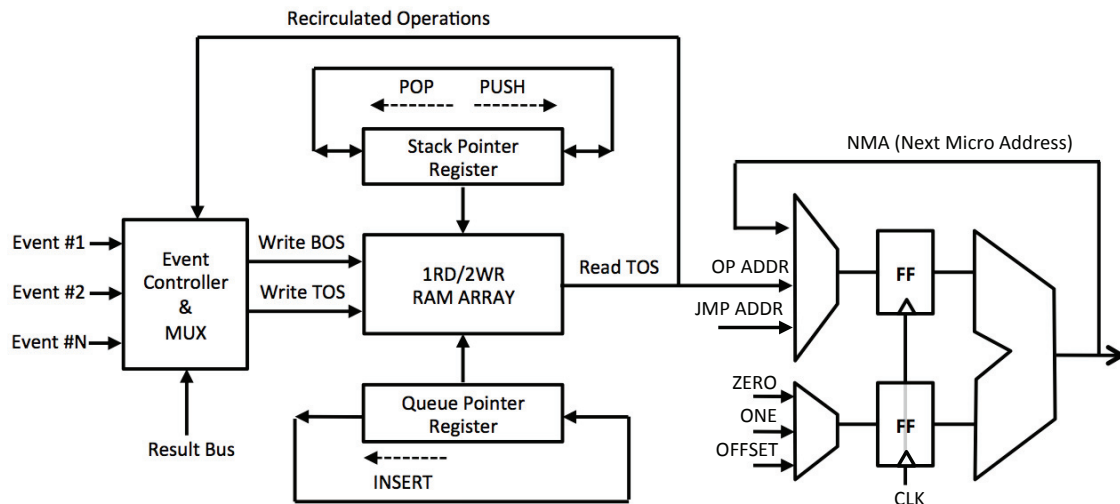 Recirculated Operations
POP PUSH
Stack Pointer
Register
NMA (Next Micro Address)
Event #1
Event #2
Event #N
Event
Controller
&
MUX
Write BOS
Write TOS
1RD/2WR
RAM ARRAY
Read TOS
OP ADDR
JMP ADDR
FF
Result Bus
Queue Pointer
Register
INSERT
ZERO
ONE
OFFSET
FF
CLK